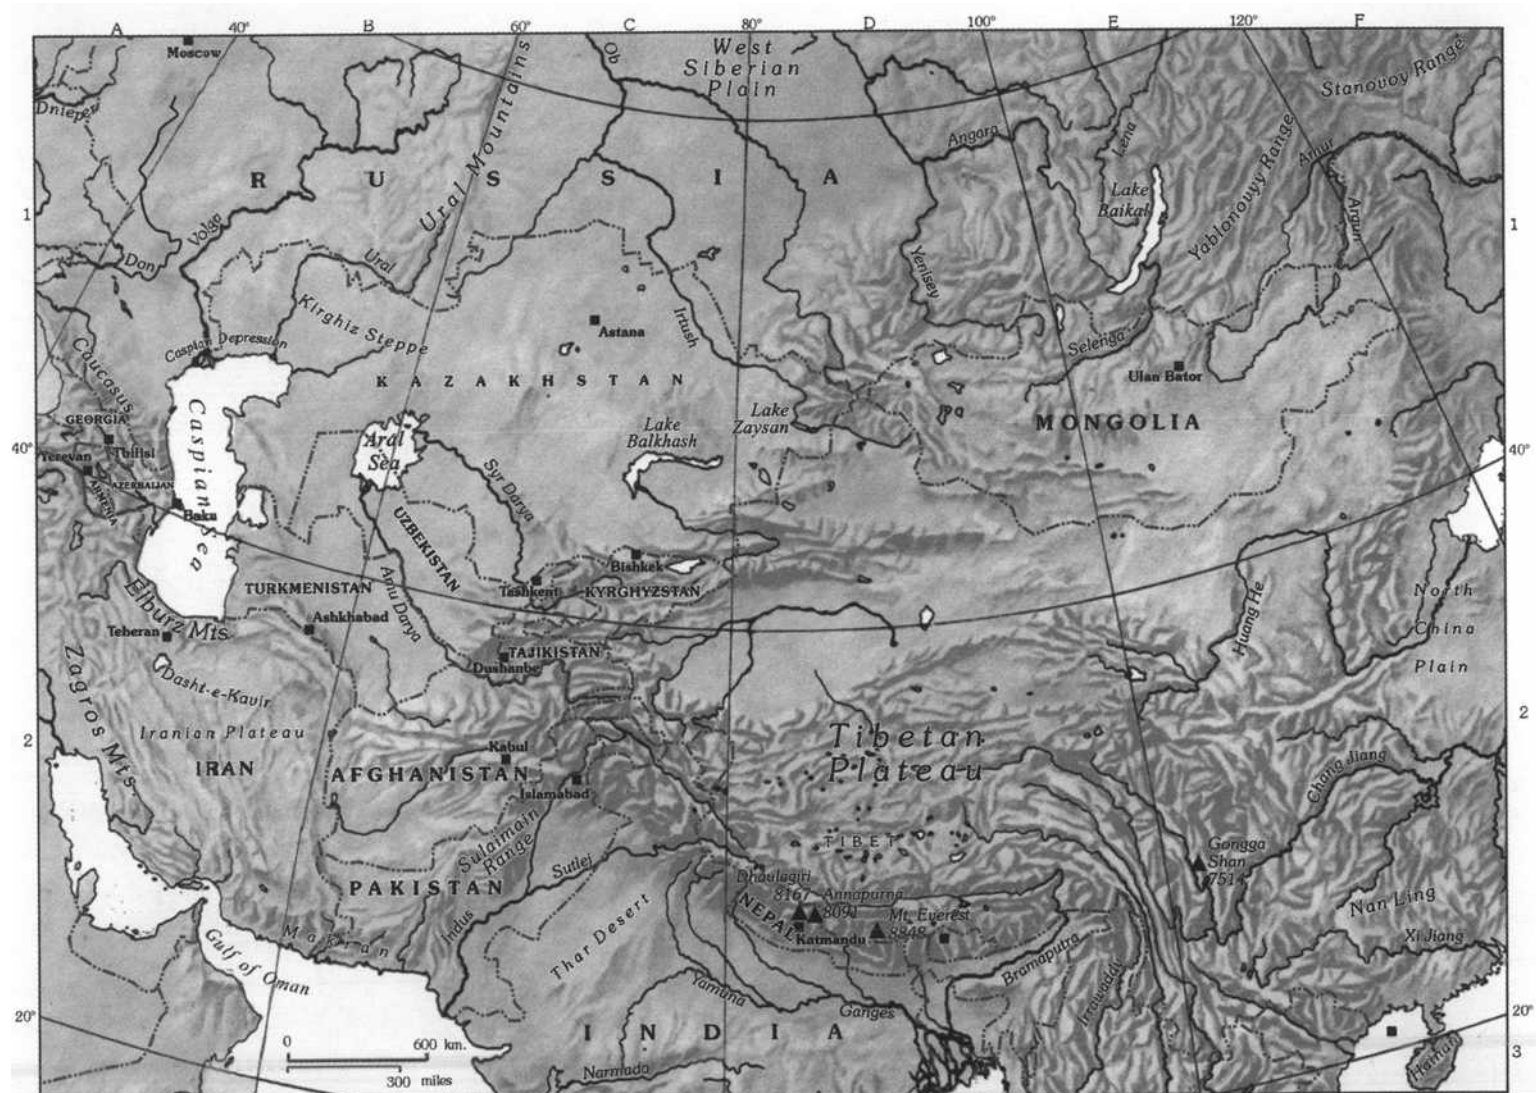 A
40°
B
60°
C
80°
D
100°
E
120°
F
Moscow
Ob
West
Siberian
Plain
Stanovoy Range
Dnieper
Ural Mountains
Angara
Lena
Yablonovyy Range
Amur
R U S S I A
Lake
Baikal
1
Volga
Argun
1
Don
Ural
Yenisey
Kirghiz Steppe
Irtush
Astana
Selenga
Caspian Depression
Caucasus
K A Z A K H S T A N
Ulan Bator
GEORGIA
Caspian Sea
Lake
Zaysan
MONGOLIA
Aral
Sea
Lake
Balkhash
40°
Tbilisi
Yerevan
40°
ARMENIA
AZERBAIJAN
Syr Darya
Baku
UZBEKISTAN
Bishkek
TURKMENISTAN
Tashkent
KYRGHYZSTAN
North
China
Plain
Elburz Mts.
Amu Darya
Ashkhabad
Huang He
Teheran
TAJIKISTAN
Dushanbe
Zagros Mts.
Dasht-e-Kavir
Iranian Plateau
2
Tibetan
Plateau
2
Kabul
IRAN
AFGHANISTAN
Chang Jiang
Islamabad
Sulaimain
Range
TIBET
Gongga
Shan
7514
Sutlej
PAKISTAN
Dhaulagiri
8167
Annapurna
8091
NEPAL
Mt. Everest
8848
Nan Ling
Indus
Thar Desert
Katmandu
Makran
Gulf of Oman
Xi Jiang
Bramaputra
Irrawaddy
Yamuna
Ganges
20°
20°
I N D I A
0
600 km.
300 miles
Narmada
Hainan
3